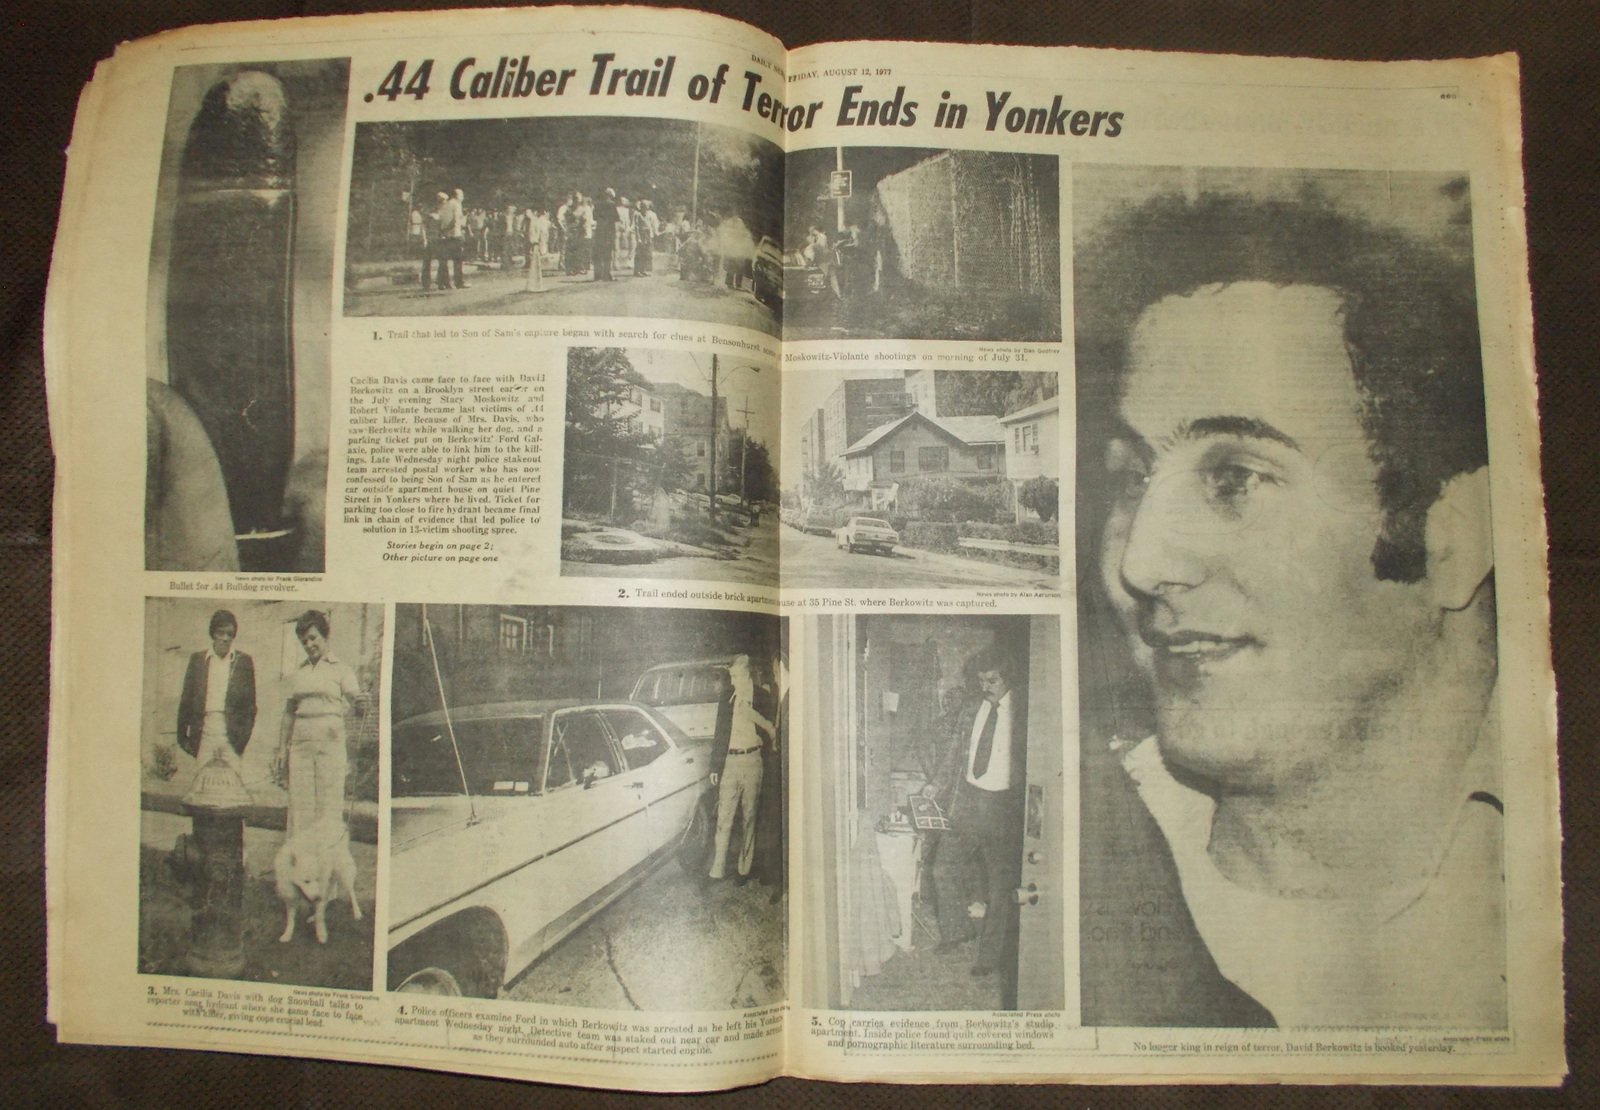 DAILY NEWS, FRIDAY, AUGUST 12, 1977
.44 Caliber Trail of Terror Ends in Yonkers
1. Trail that led to Son of Sam's capture began with search for clues at Bensonhurst scene of Moskowitz-Violante shootings on morning of July 31.
News photo by Dan Godfrey
Cacilia Davis came face to face with David
Berkowitz on a Brooklyn street earlier on
the July evening Stacy Moskowitz and
Robert Violante became last victims of .44
caliber killer. Because of Mrs. Davis, who
saw Berkowitz while walking her dog, and a
parking ticket put on Berkowitz' Ford Gal-
axie, police were able to link him to the kill-
ings. Late Wednesday night police stakeout
team arrested postal worker who has now
confessed to being Son of Sam as he entered
car outside apartment house on quiet Pine
Street in Yonkers where he lived. Ticket for
parking too close to fire hydrant became final
link in chain of evidence that led police to
solution in 13-victim shooting spree.
Stories begin on page 2;
Other picture on page one
News photo by Frank Giorandino
Bullet for .44 Bulldog revolver.
News photo by Alan Aaronson
2. Trail ended outside brick apartment house at 35 Pine St. where Berkowitz was captured.
News photo by Frank Giorandino
3. Mrs. Cacilia Davis with dog Snowball talks to
reporter near hydrant where she came face to face
with killer, giving cops crucial lead.
Associated Press
4. Police officers examine Ford in which Berkowitz was arrested as he left his Yonkers
apartment Wednesday night. Detective team was staked out near car and made arrest
as they surrounded auto after suspect started engine.
Associated Press photo
5. Cop carries evidence from Berkowitz's studio
apartment. Inside police found quilt covered windows
and pornographic literature surrounding bed.
Associated Press photo
No longer king in reign of terror, David Berkowitz is booked yesterday.